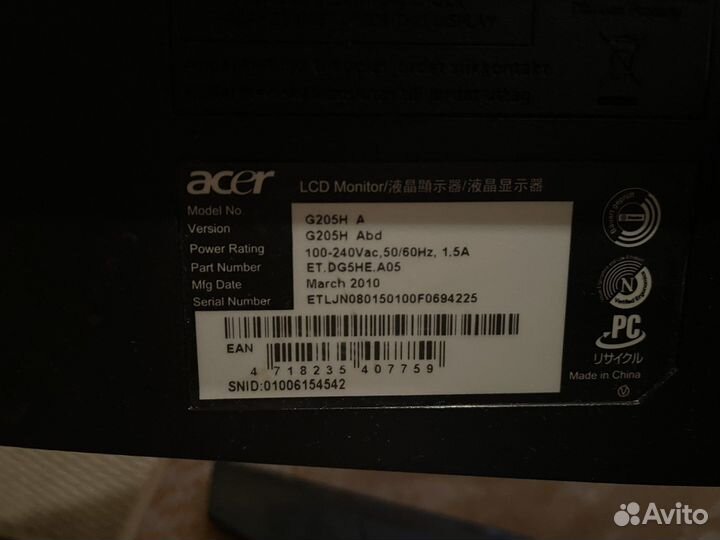 acer LCD Monitor/液晶顯示器/液晶显示器
Model No. G205H A
Version G205H Abd
Power Rating 100-240Vac,50/60Hz, 1.5A
Part Number ET.DG5HE.A05
Mfg Date March 2010
Serial Number ETLJN080150100F0694225
EAN
4 718235 407759
SNID:01006154542
N
PC
リサイクル
Made in China
V
Avito